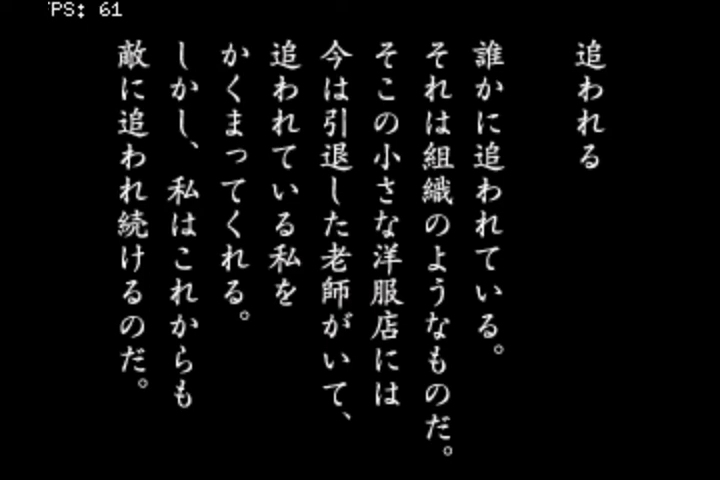 PS: 61
追われる
誰かに追われている。
それは組織のようなものだ。
そこの小さな洋服店には
今は引退した老師がいて、
追われている私を
かくまってくれる。
しかし、私はこれからも
敵に追われ続けるのだ。